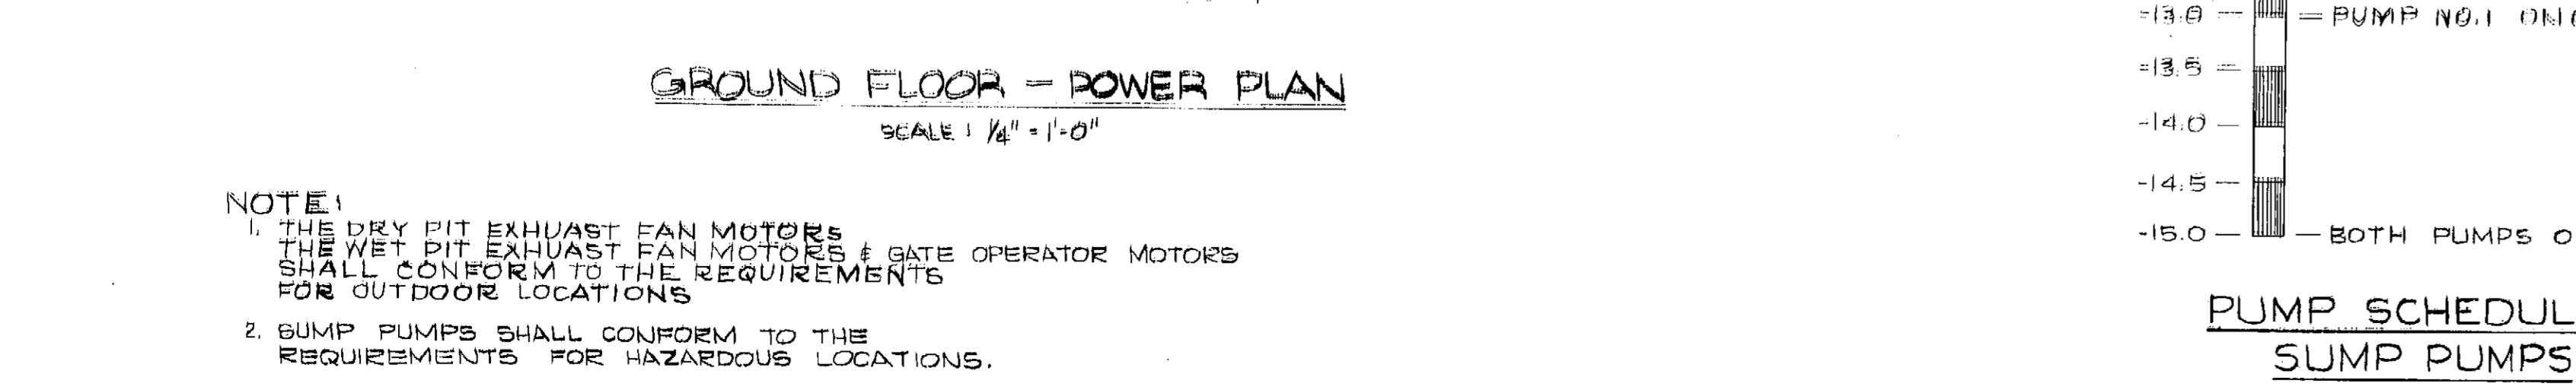 GROUND FLOOR - POWER PLAN
SCALE : 1/4" = 1'-0"
NOTE:
1. THE DRY PIT EXHUAST FAN MOTORS
THE WET PIT EXHUAST FAN MOTORS & GATE OPERATOR MOTORS
SHALL CONFORM TO THE REQUIREMENTS
FOR OUTDOOR LOCATIONS
2. SUMP PUMPS SHALL CONFORM TO THE
REQUIREMENTS FOR HAZARDOUS LOCATIONS.
-13.0 — — PUMP NO.1 ON
-13.5 —
-14.0 —
-14.5 —
-15.0 — — BOTH PUMPS O
PUMP SCHEDUL
SUMP PUMPS